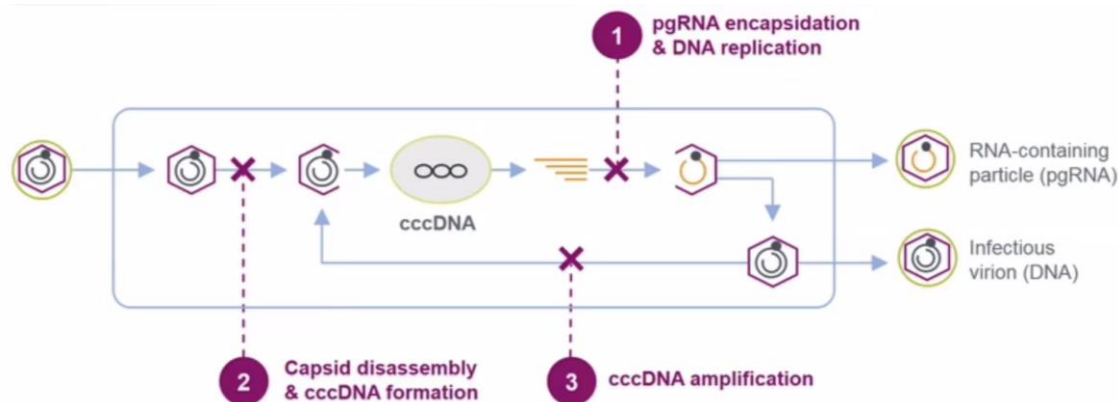 1
pgRNA encapsidation
& DNA replication
RNA-containing
particle (pgRNA)
cccDNA
Infectious
virion (DNA)
2
Capsid disassembly
& cccDNA formation
3
cccDNA amplification